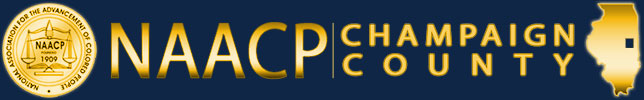 NATIONAL ASSOCIATION FOR THE ADVANCEMENT OF COLORED PEOPLE
NAACP
FOUNDED
1909
NAACP
CHAMPAIGN
COUNTY